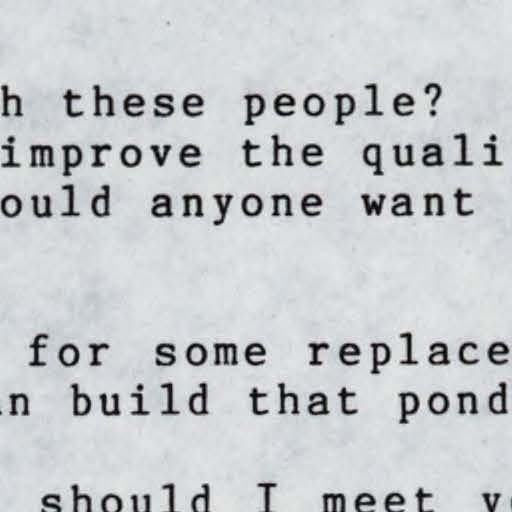 h these people?
improve the quali
ould anyone want
for some replace
n build that pond
should I meet y